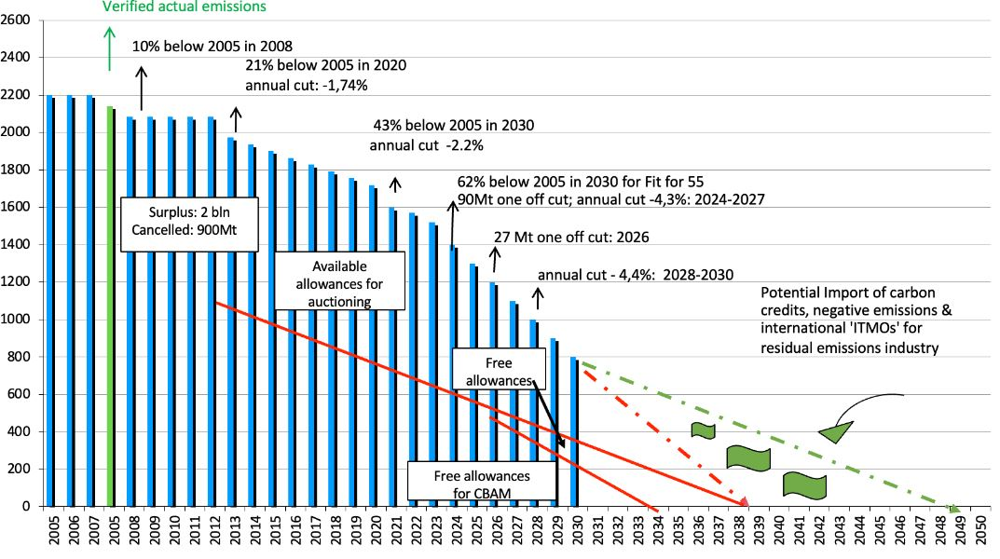 Verified actual emissions
2600
2400
2200
2000
1800
1600
1400
1200
1000
800
600
400
200
0
10% below 2005 in 2008
21% below 2005 in 2020
annual cut: -1,74%
43% below 2005 in 2030
annual cut  -2.2%
62% below 2005 in 2030 for Fit for 55
90Mt one off cut; annual cut -4,3%: 2024-2027
27 Mt one off cut: 2026
annual cut - 4,4%:  2028-2030
Surplus: 2 bln
Cancelled: 900Mt
Available
allowances for
auctioning
Free
allowances
Free allowances
for CBAM
Potential Import of carbon
credits, negative emissions &
international 'ITMOs' for
residual emissions industry
2005
2006
2007
2005
2008
2009
2010
2011
2012
2013
2014
2015
2016
2017
2018
2019
2020
2021
2022
2023
2024
2025
2026
2027
2028
2029
2030
2031
2032
2033
2034
2035
2036
2037
2038
2039
2040
2041
2042
2043
2044
2045
2046
2047
2048
2049
2050